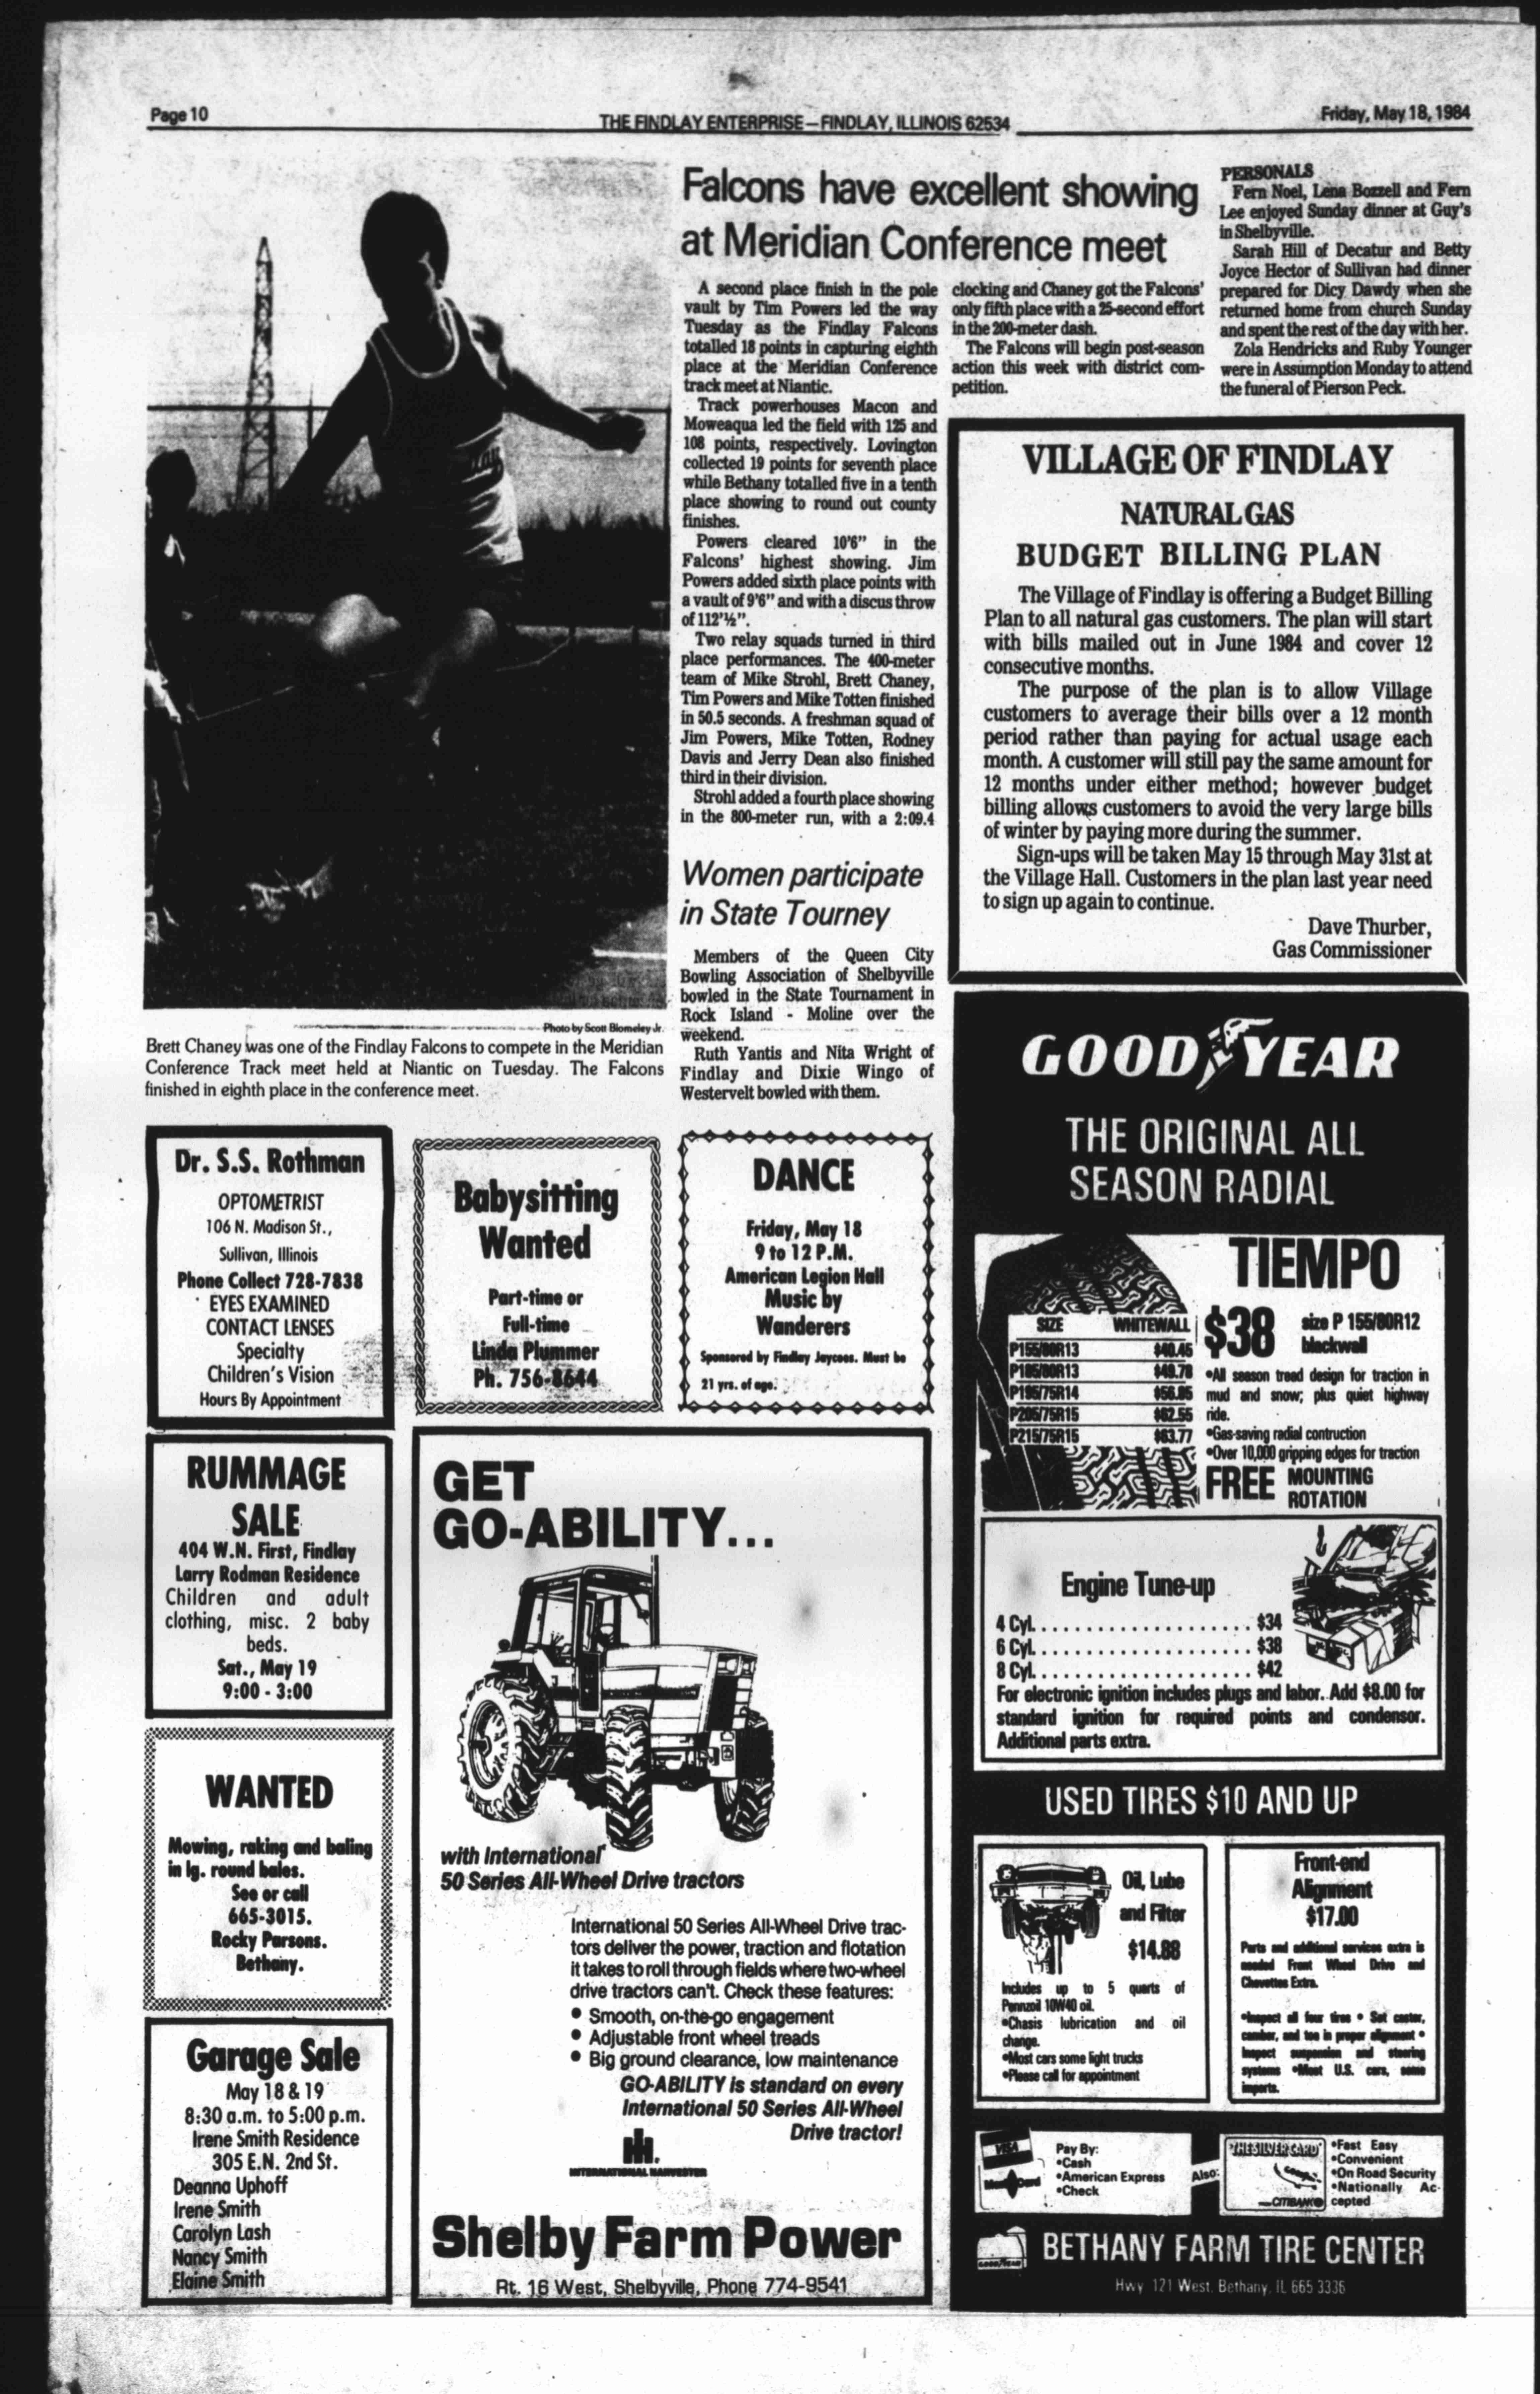 Page 10
THE FINDLAY ENTERPRISE—FINDLAY, ILLINOIS 62534
Friday, May 18, 1984
Falcons have excellent showing
at Meridian Conference meet
A second place finish in the pole
vault by Tim Powers led the way
Tuesday as the Findlay Falcons
totalled 18 points in capturing eighth
place at the Meridian Conference
track meet at Niantic.
Track powerhouses Macon and
Moweaqua led the field with 125 and
108 points, respectively. Lovington
collected 19 points for seventh place
while Bethany totalled five in a tenth
place showing to round out county
finishes.
Powers cleared 10'6" in the
Falcons' highest showing. Jim
Powers added sixth place points with
a vault of 9'6" and with a discus throw
of 112'½".
Two relay squads turned in third
place performances. The 400-meter
team of Mike Strohl, Brett Chaney,
Tim Powers and Mike Totten finished
in 50.5 seconds. A freshman squad of
Jim Powers, Mike Totten, Rodney
Davis and Jerry Dean also finished
third in their division.
Strohl added a fourth place showing
in the 800-meter run, with a 2:09.4
clocking and Chaney got the Falcons'
only fifth place with a 25-second effort
in the 200-meter dash.
The Falcons will begin post-season
action this week with district com-
petition.
PERSONALS
Fern Noel, Lena Bozzell and Fern
Lee enjoyed Sunday dinner at Guy's
in Shelbyville.
Sarah Hill of Decatur and Betty
Joyce Hector of Sullivan had dinner
prepared for Dicy Dawdy when she
returned home from church Sunday
and spent the rest of the day with her.
Zola Hendricks and Ruby Younger
were in Assumption Monday to attend
the funeral of Pierson Peck.
Photo by Scott Blomeley Jr.
Brett Chaney was one of the Findlay Falcons to compete in the Meridian
Conference Track meet held at Niantic on Tuesday. The Falcons
finished in eighth place in the conference meet.
Women participate
in State Tourney
Members of the Queen City
Bowling Association of Shelbyville
bowled in the State Tournament in
Rock Island - Moline over the
weekend.
Ruth Yantis and Nita Wright of
Findlay and Dixie Wingo of
Westervelt bowled with them.
VILLAGE OF FINDLAY
NATURAL GAS
BUDGET BILLING PLAN
The Village of Findlay is offering a Budget Billing
Plan to all natural gas customers. The plan will start
with bills mailed out in June 1984 and cover 12
consecutive months.
The purpose of the plan is to allow Village
customers to average their bills over a 12 month
period rather than paying for actual usage each
month. A customer will still pay the same amount for
12 months under either method; however budget
billing allows customers to avoid the very large bills
of winter by paying more during the summer.
Sign-ups will be taken May 15 through May 31st at
the Village Hall. Customers in the plan last year need
to sign up again to continue.
Dave Thurber,
Gas Commissioner
Dr. S.S. Rothman
OPTOMETRIST
106 N. Madison St.,
Sullivan, Illinois
Phone Collect 728-7838
EYES EXAMINED
CONTACT LENSES
Specialty
Children's Vision
Hours By Appointment
Babysitting
Wanted
Part-time or
Full-time
Linda Plummer
Ph. 756-8644
DANCE
Friday, May 18
9 to 12 P.M.
American Legion Hall
Music by
Wanderers
Sponsored by Findlay Jaycees. Must be
21 yrs. of age.
RUMMAGE
SALE
404 W.N. First, Findlay
Larry Rodman Residence
Children and adult
clothing, misc. 2 baby
beds.
Sat., May 19
9:00 - 3:00
WANTED
Mowing, raking and baling
in lg. round bales.
See or call
665-3015.
Rocky Parsons.
Bethany.
Garage Sale
May 18 & 19
8:30 a.m. to 5:00 p.m.
Irene Smith Residence
305 E.N. 2nd St.
Deanna Uphoff
Irene Smith
Carolyn Lash
Nancy Smith
Elaine Smith
GET
GO-ABILITY...
with International
50 Series All-Wheel Drive tractors
International 50 Series All-Wheel Drive trac-
tors deliver the power, traction and flotation
it takes to roll through fields where two-wheel
drive tractors can't. Check these features:
• Smooth, on-the-go engagement
• Adjustable front wheel treads
• Big ground clearance, low maintenance
GO-ABILITY is standard on every
International 50 Series All-Wheel
Drive tractor!
INTERNATIONAL HARVESTER
Shelby Farm Power
Rt. 16 West, Shelbyville, Phone 774-9541
GOODYEAR
THE ORIGINAL ALL
SEASON RADIAL
TIEMPO
$38 size P 155/80R12
blackwall
SIZE WHITEWALL
P155/80R13 $40.45
P185/80R13 $49.78
P195/75R14 $56.85
P205/75R15 $62.55
P215/75R15 $63.77
•All season tread design for traction in
mud and snow; plus quiet highway
ride.
•Gas-saving radial contruction
•Over 10,000 gripping edges for traction
FREE MOUNTING
ROTATION
Engine Tune-up
4 Cyl. . . . . . . . . . . . . . . . . . . . $34
6 Cyl. . . . . . . . . . . . . . . . . . . . $38
8 Cyl. . . . . . . . . . . . . . . . . . . . $42
For electronic ignition includes plugs and labor. Add $8.00 for
standard ignition for required points and condensor.
Additional parts extra.
USED TIRES $10 AND UP
Oil, Lube
and Filter
$14.88
Includes up to 5 quarts of
Pennzoil 10W40 oil.
•Chasis lubrication and oil
change.
•Most cars some light trucks
•Please call for appointment
Front-end
Alignment
$17.00
Parts and additional services extra is
needed Front Wheel Drive and
Chevettes Extra.
•Inspect all four tires • Set caster,
camber, and toe in proper alignment •
Inspect suspension and steering
systems •Most U.S. cars, some
imports.
VISA
MasterCard
Pay By:
•Cash
•American Express
•Check
Also:
THE SILVER CARD
CITIBANK
•Fast Easy
•Convenient
•On Road Security
•Nationally Ac-
cepted
BETHANY FARM TIRE CENTER
Hwy 121 West, Bethany, IL 665 3336